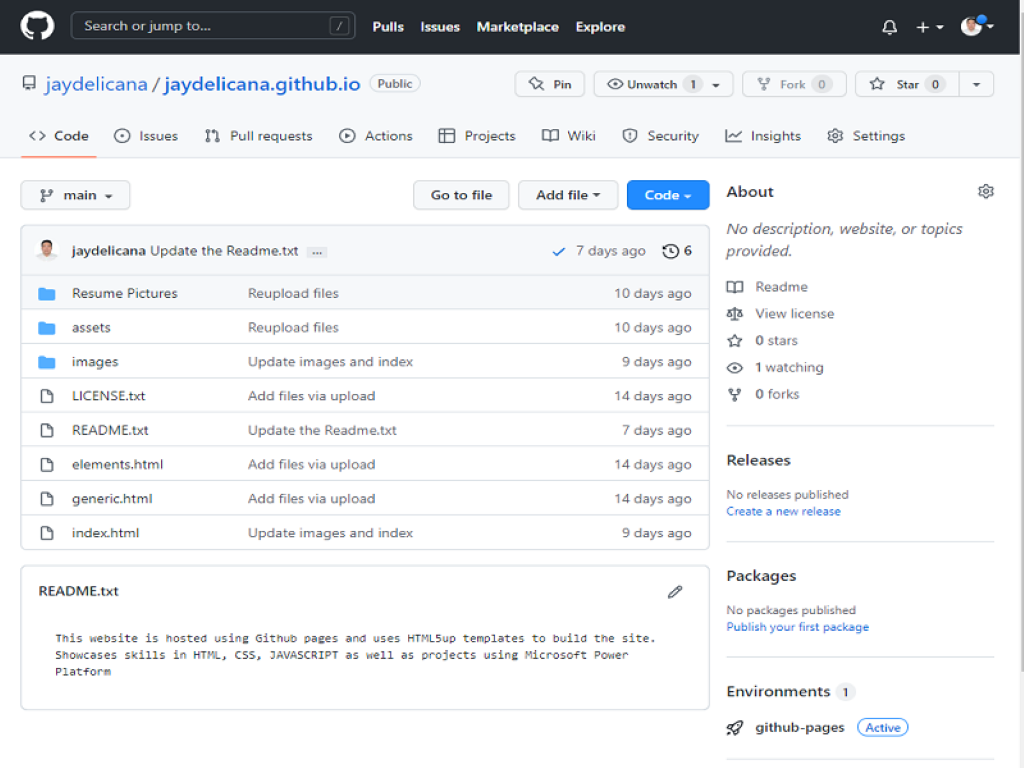 Search or jump to... /
Pulls Issues Marketplace Explore
jaydelicana / jaydelicana.github.io Public
Pin Unwatch 1 Fork 0 Star 0
Code Issues Pull requests Actions Projects Wiki Security Insights Settings
main Go to file Add file Code
jaydelicana Update the Readme.txt ... 7 days ago 6
Resume Pictures Reupload files 10 days ago
assets Reupload files 10 days ago
images Update images and index 9 days ago
LICENSE.txt Add files via upload 14 days ago
README.txt Update the Readme.txt 7 days ago
elements.html Add files via upload 14 days ago
generic.html Add files via upload 14 days ago
index.html Update images and index 9 days ago
README.txt
This website is hosted using Github pages and uses HTML5up templates to build the site.
Showcases skills in HTML, CSS, JAVASCRIPT as well as projects using Microsoft Power
Platform
About
No description, website, or topics
provided.
Readme
View license
0 stars
1 watching
0 forks
Releases
No releases published
Create a new release
Packages
No packages published
Publish your first package
Environments 1
github-pages Active